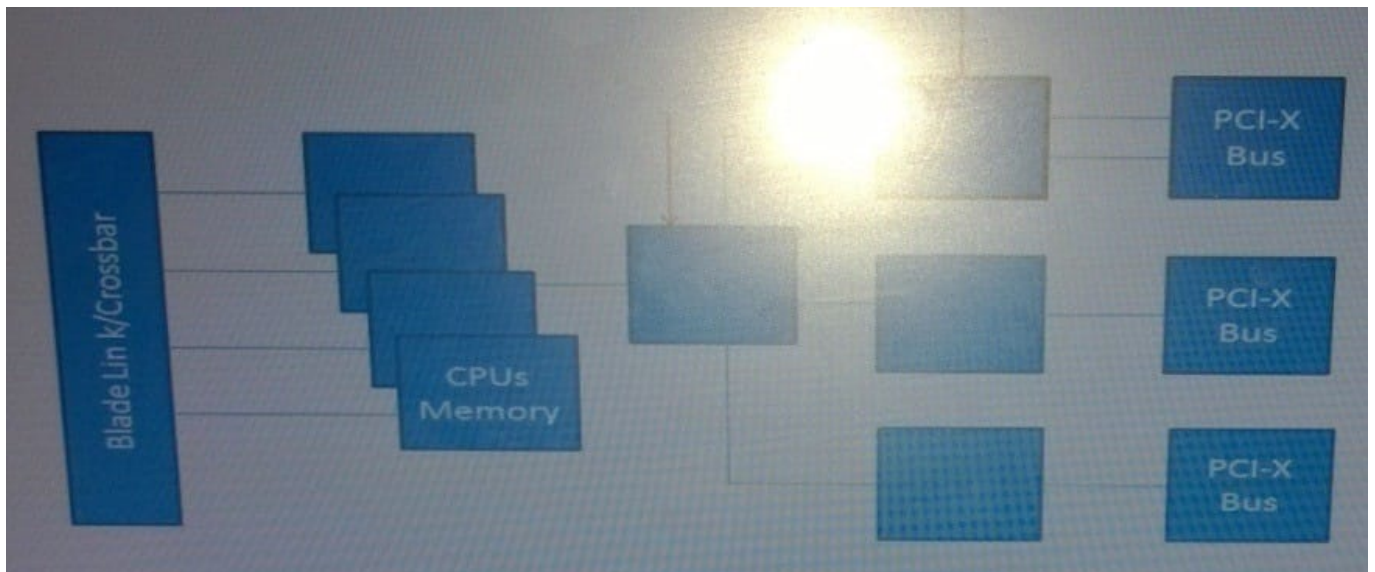 Blade Lin k/Crossbar
CPUs
Memory
PCI-X
Bus
PCI-X
Bus
PCI-X
Bus